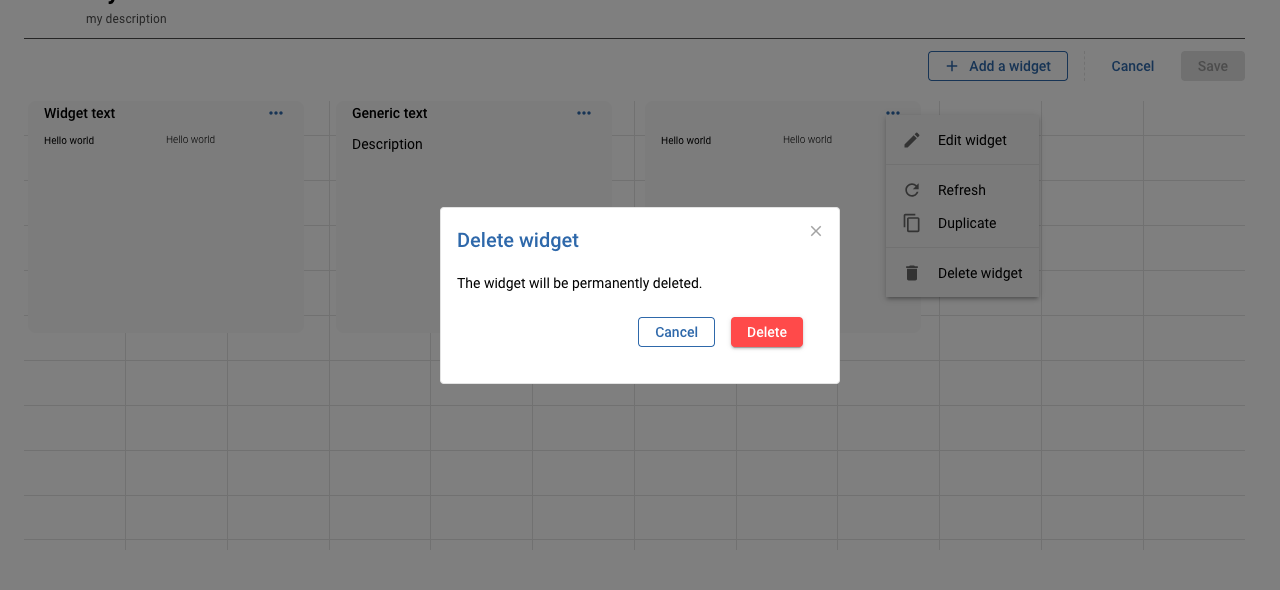 my description
Add a widget
Cancel
Save
Widget text
Hello world
Hello world
Generic text
Description
Hello world
Hello world
Edit widget
Refresh
Duplicate
Delete widget
Delete widget
The widget will be permanently deleted.
Cancel
Delete